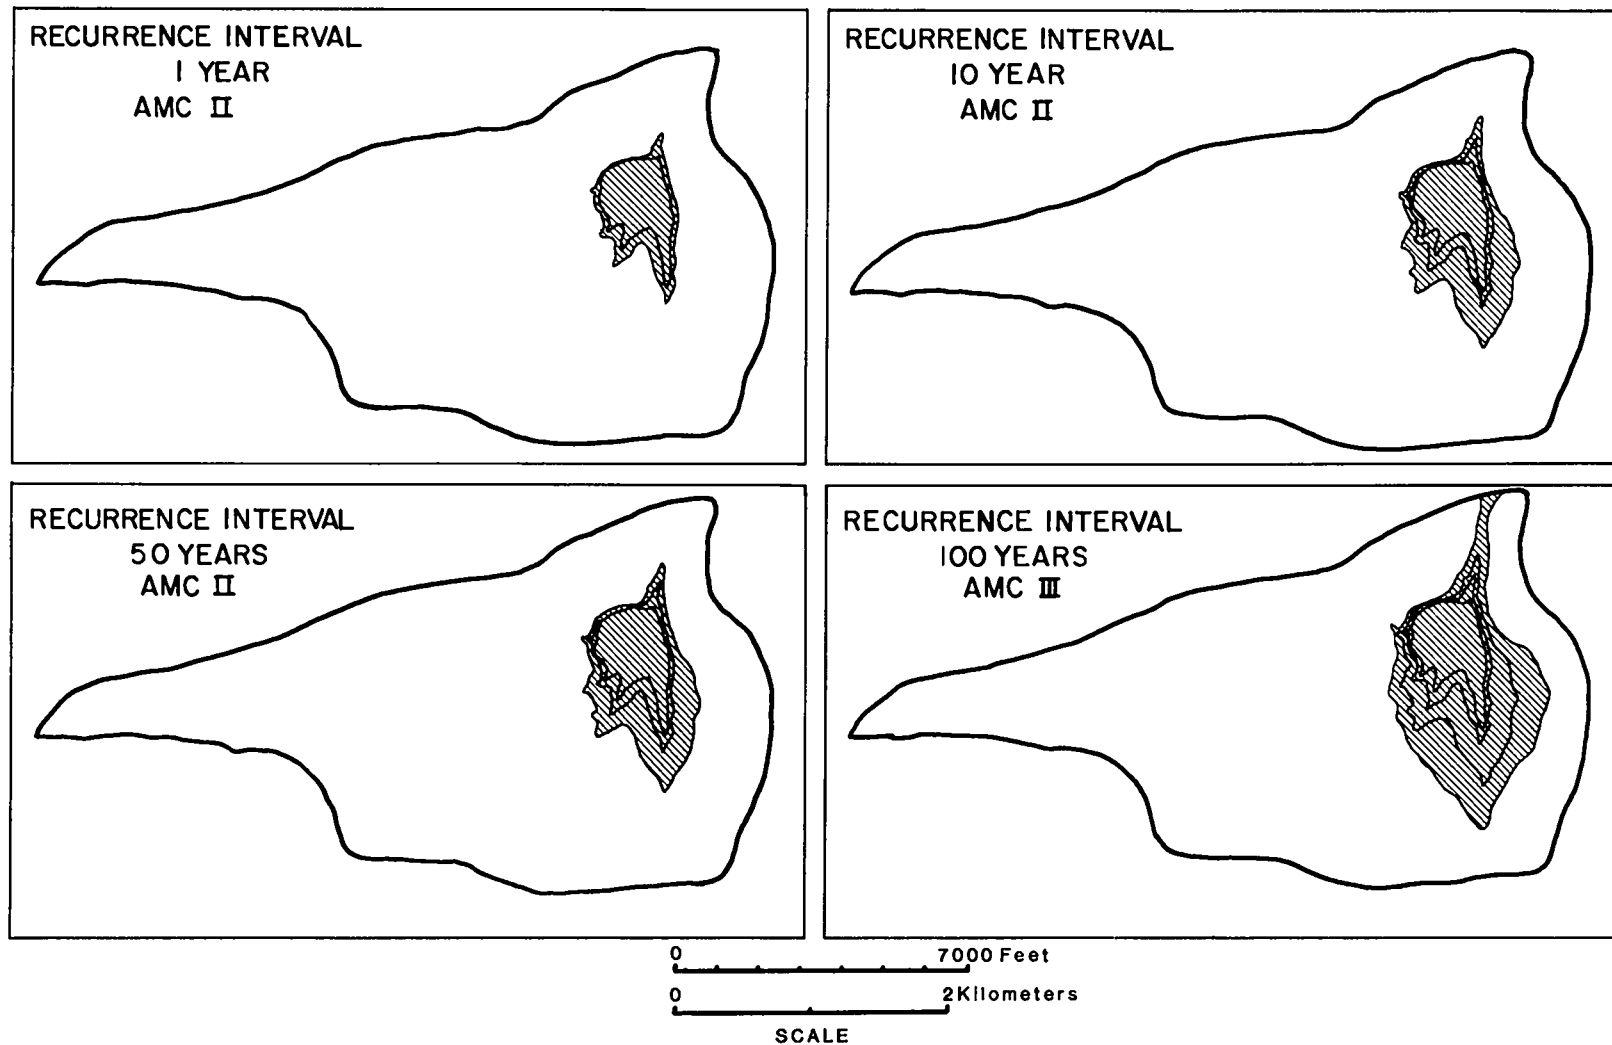 RECURRENCE INTERVAL
1 YEAR
AMC II
RECURRENCE INTERVAL
10 YEAR
AMC II
RECURRENCE INTERVAL
50 YEARS
AMC II
RECURRENCE INTERVAL
100 YEARS
AMC III
0 7000 Feet
0 2 Kilometers
SCALE